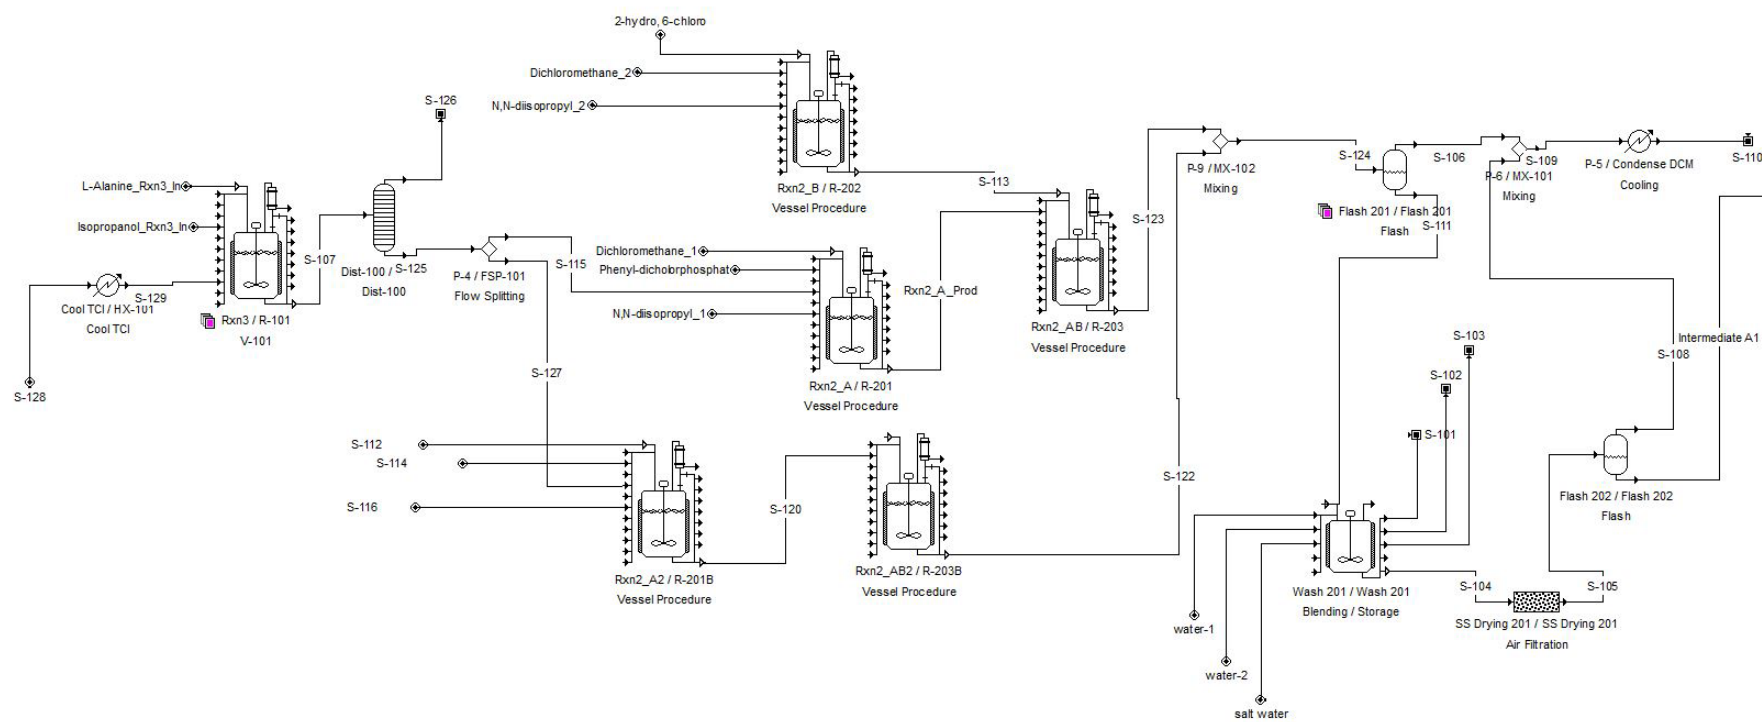 2-hydro, 6-chloro
Dichloromethane_2
N,N-diisopropyl_2
S-126
Rxn2_B / R-202
Vessel Procedure
S-113
L-Alanine_Rxn3_In
Isopropanol_Rxn3_In
S-107
S-129
Cool TCl / HX-101
Cool TCl
S-128
Rxn3 / R-101
V-101
Dist-100 / S-125
Dist-100
P-4 / FSP-101
Flow Splitting
S-115
S-127
Dichloromethane_1
Phenyl-dicholorphosphat
N,N-diisopropyl_1
Rxn2_A / R-201
Vessel Procedure
Rxn2_A_Prod
Rxn2_AB / R-203
Vessel Procedure
S-123
P-9 / MX-102
Mixing
S-124
Flash 201 / Flash 201
Flash
S-111
S-106
S-109
P-6 / MX-101
Mixing
P-5 / Condense DCM
Cooling
S-110
S-108
Intermediate A1
S-103
S-102
S-101
S-112
S-114
S-116
Rxn2_A2 / R-201B
Vessel Procedure
S-120
Rxn2_AB2 / R-203B
Vessel Procedure
S-122
Flash 202 / Flash 202
Flash
Wash 201 / Wash 201
Blending / Storage
S-104
S-105
SS Drying 201 / SS Drying 201
Air Filtration
water-1
water-2
salt water